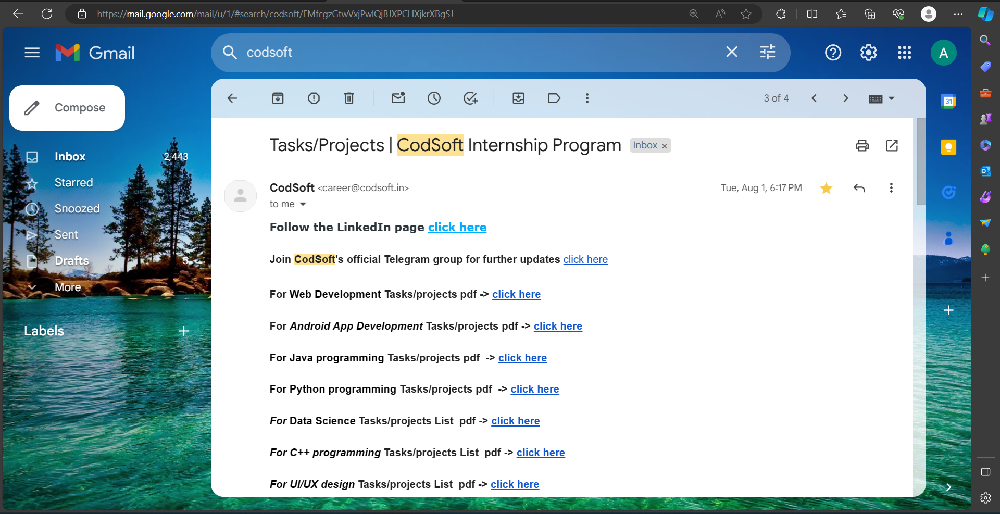 https://mail.google.com/mail/u/1/#search/codsoft/FMfcgzGtwVxjPwlQjBJXPCHXjkrXBgSJ
Gmail
codsoft
A
Compose
3 of 4
31
Tasks/Projects | CodSoft Internship Program Inbox ×
Inbox 2,443
Starred
Snoozed
Sent
Drafts 5
More
Labels +
CodSoft <career@codsoft.in> Tue, Aug 1, 6:17 PM
to me
Follow the LinkedIn page click here
Join CodSoft's official Telegram group for further updates click here
For Web Development Tasks/projects pdf -> click here
For Android App Development Tasks/projects pdf -> click here
For Java programming Tasks/projects pdf -> click here
For Python programming Tasks/projects pdf -> click here
For Data Science Tasks/projects List pdf -> click here
For C++ programming Tasks/projects List pdf -> click here
For UI/UX design Tasks/projects List pdf -> click here